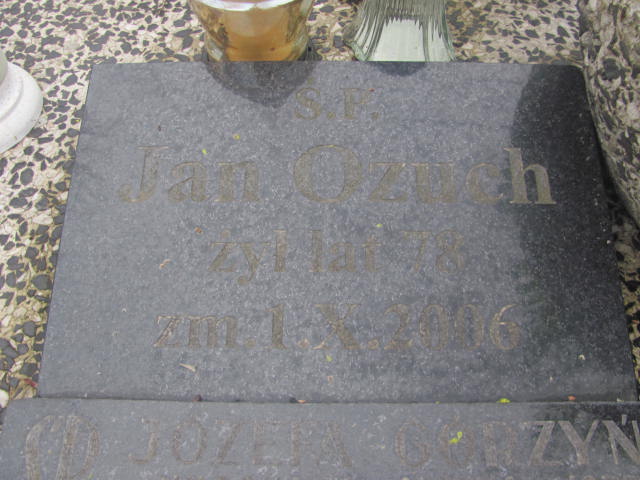 Ś.P.
Jan Ozuch
żył lat 78
zm.1.X.2006
JÓZEFA